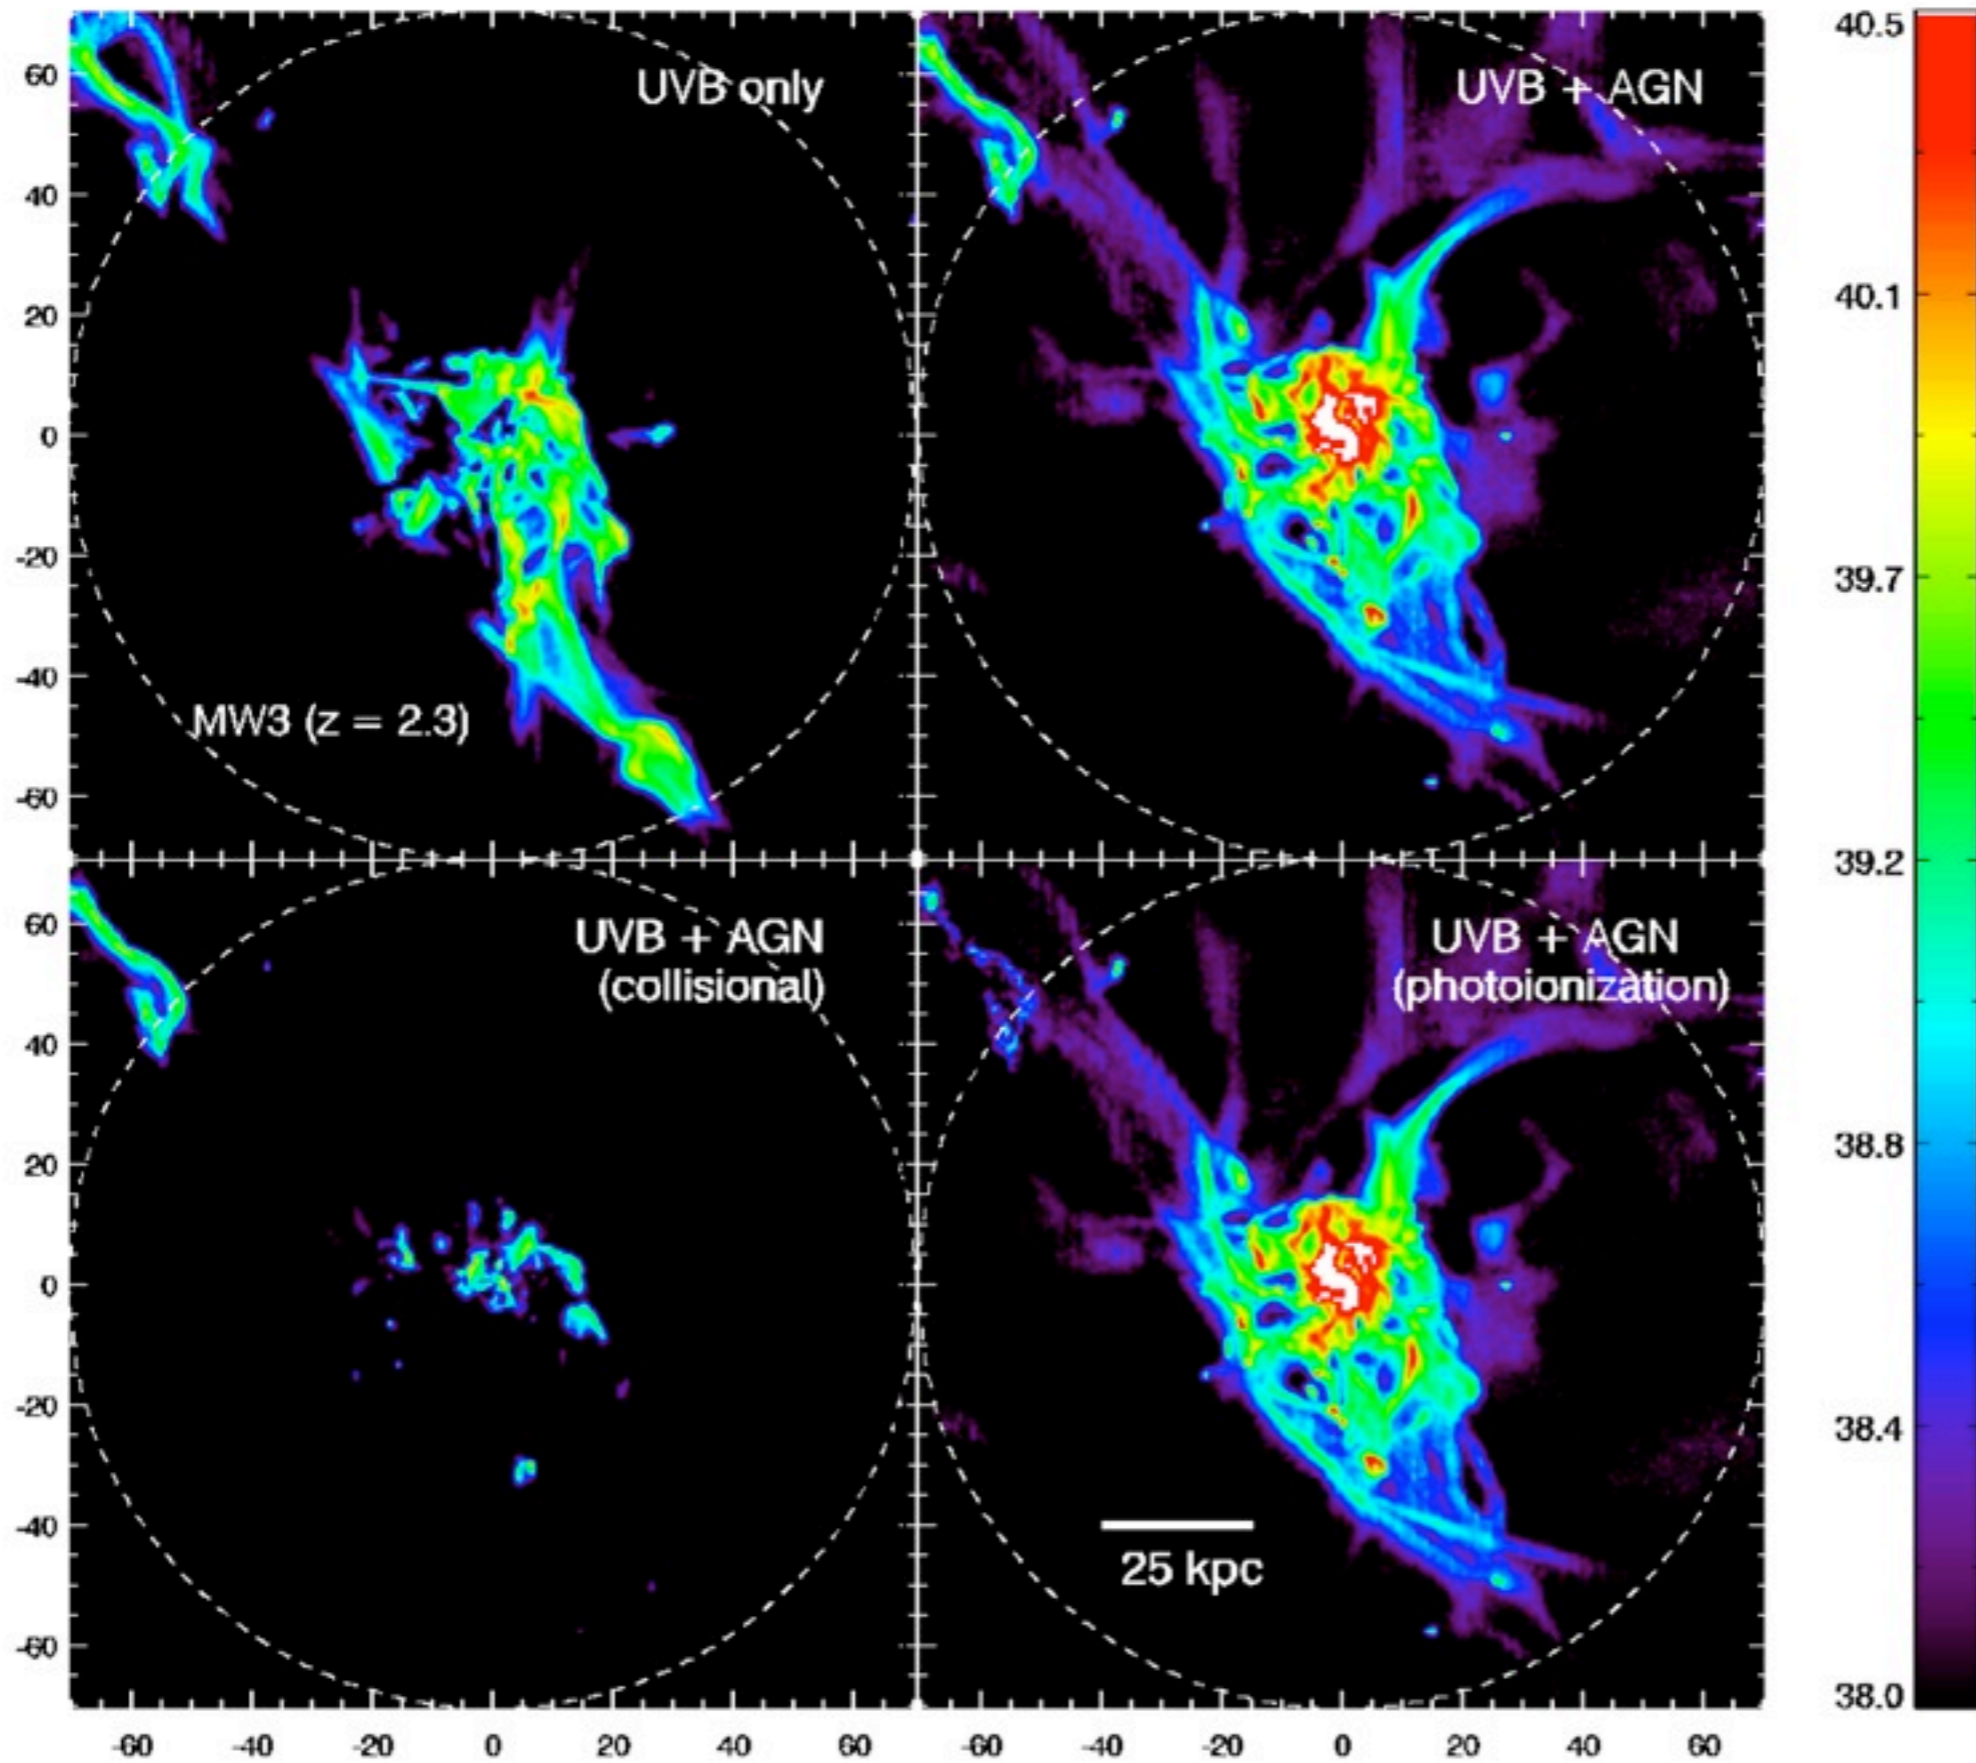 UVB only
UVB + AGN
MW3 (z = 2.3)
60
40
20
0
-20
-40
-60
UVB + AGN
(collisional)
UVB + AGN
(photoionization)
25 kpc
60
40
20
0
-20
-40
-60
-60 -40 -20 0 20 40 60
-60 -40 -20 0 20 40 60
40.5
40.1
39.7
39.2
38.8
38.4
38.0